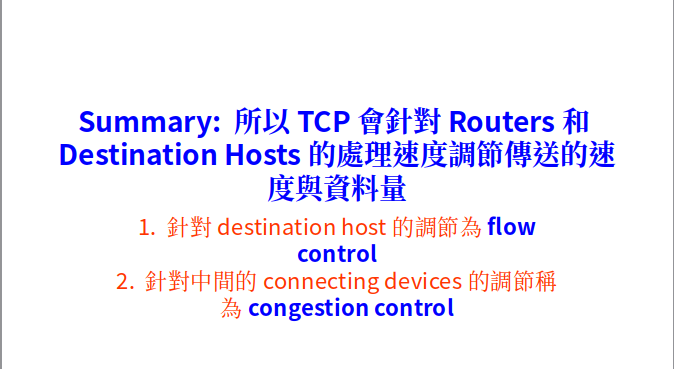 Summary: 所以 TCP 會針對 Routers 和
Destination Hosts 的處理速度調節傳送的速
度與資料量
1. 針對 destination host 的調節為 flow
control
2. 針對中間的 connecting devices 的調節稱
為 congestion control